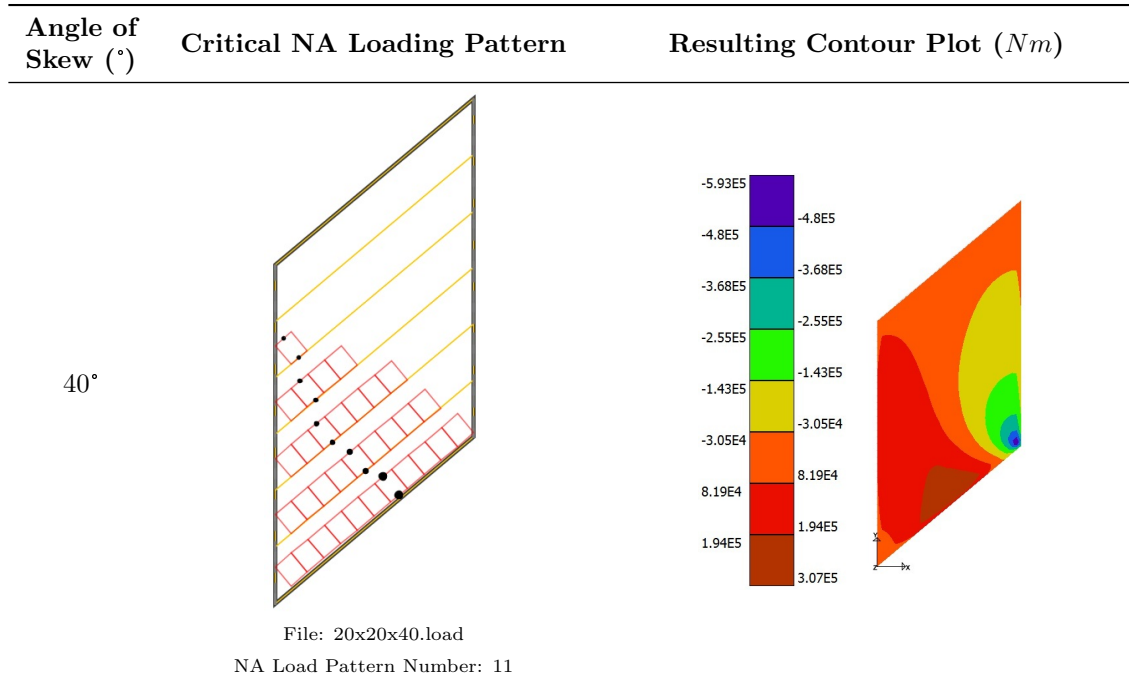 Angle of Skew (°) Critical NA Loading Pattern Resulting Contour Plot (Nm)
40°
-5.93E5
-4.8E5
-4.8E5
-3.68E5
-3.68E5
-2.55E5
-2.55E5
-1.43E5
-1.43E5
-3.05E4
-3.05E4
8.19E4
8.19E4
1.94E5
1.94E5
3.07E5
Y
Z X
File: 20x20x40.load
NA Load Pattern Number: 11